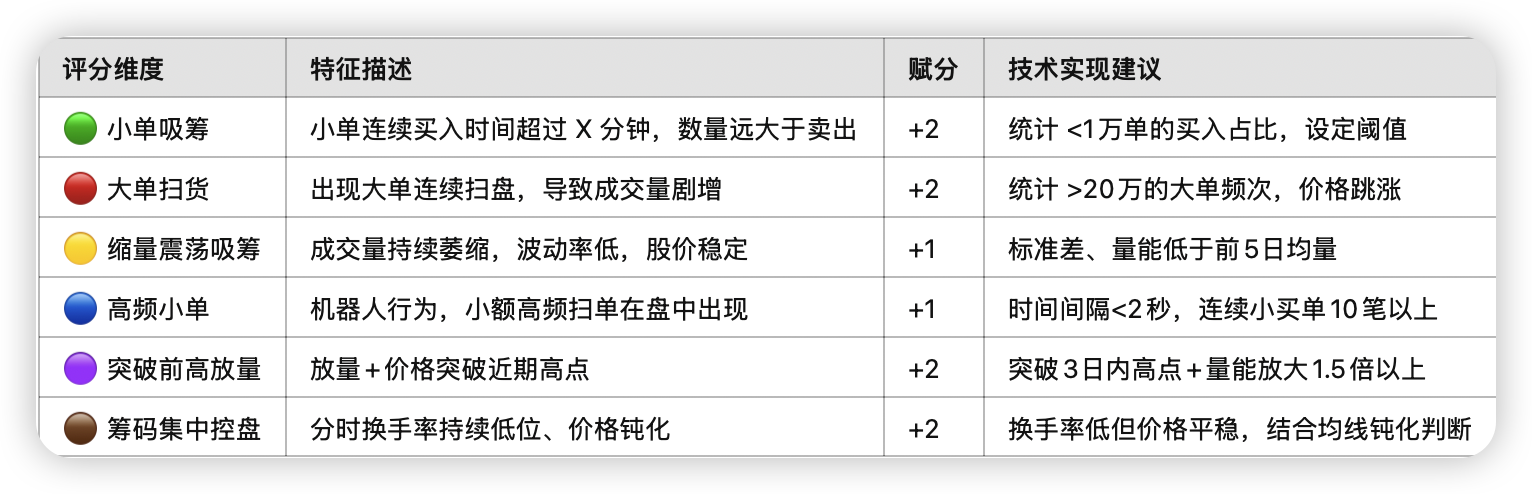 评分维度 特征描述 赋分 技术实现建议
🟢 小单吸筹 小单连续买入时间超过 X 分钟，数量远大于卖出 +2 统计 <1万单的买入占比，设定阈值
🔴 大单扫货 出现大单连续扫盘，导致成交量剧增 +2 统计 >20万的大单频次，价格跳涨
🟡 缩量震荡吸筹 成交量持续萎缩，波动率低，股价稳定 +1 标准差、量能低于前5日均量
🔵 高频小单 机器人行为，小额高频扫单在盘中出现 +1 时间间隔<2秒，连续小买单10笔以上
🟣 突破前高放量 放量+价格突破近期高点 +2 突破3日内高点+量能放大1.5倍以上
🟤 筹码集中控盘 分时换手率持续低位、价格钝化 +2 换手率低但价格平稳，结合均线钝化判断